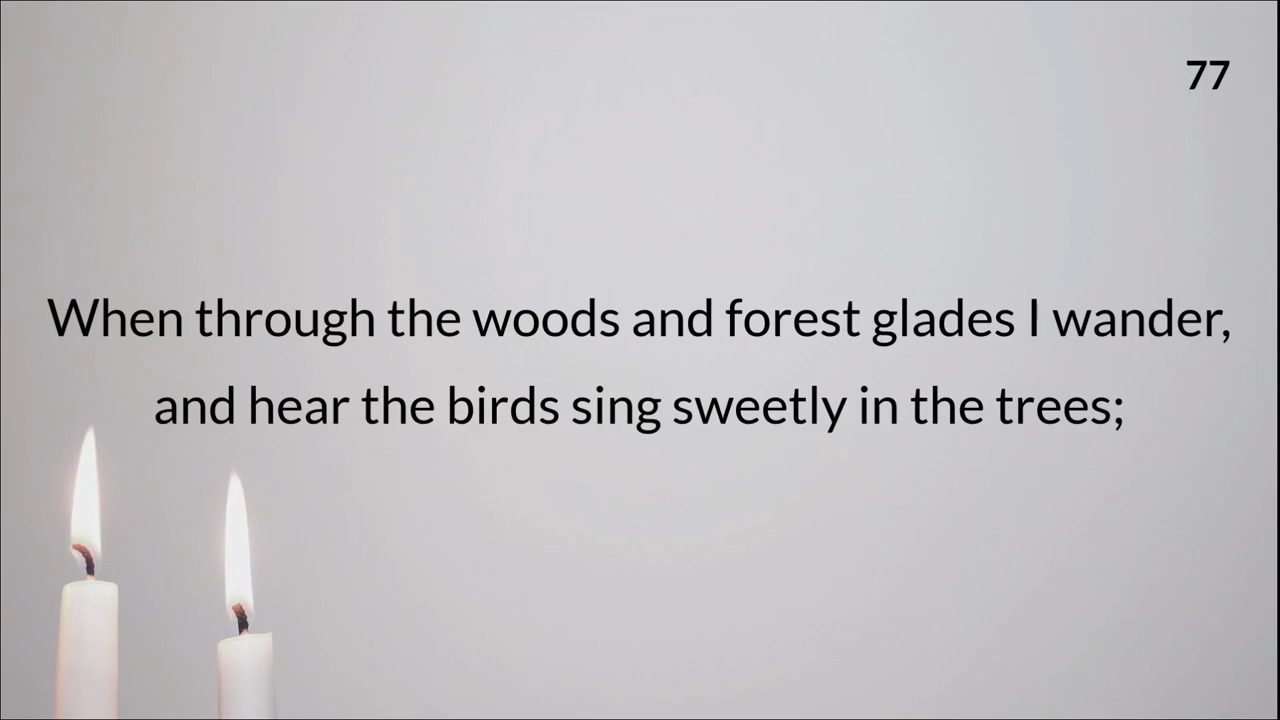 77
When through the woods and forest glades I wander,
and hear the birds sing sweetly in the trees;